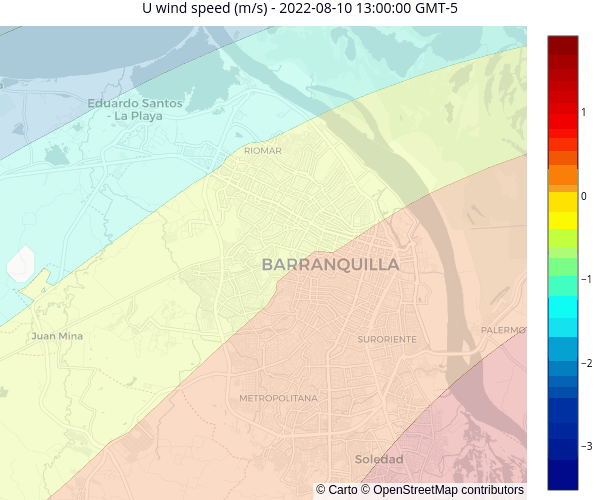 U wind speed (m/s) - 2022-08-10 13:00:00 GMT-5
Eduardo Santos
- La Playa
RIOMAR
BARRANQUILLA
Juan Mina
SURORIENTE
PALERMO
METROPOLITANA
Soledad
© Carto © OpenStreetMap contributors
1
0
−1
−2
−3